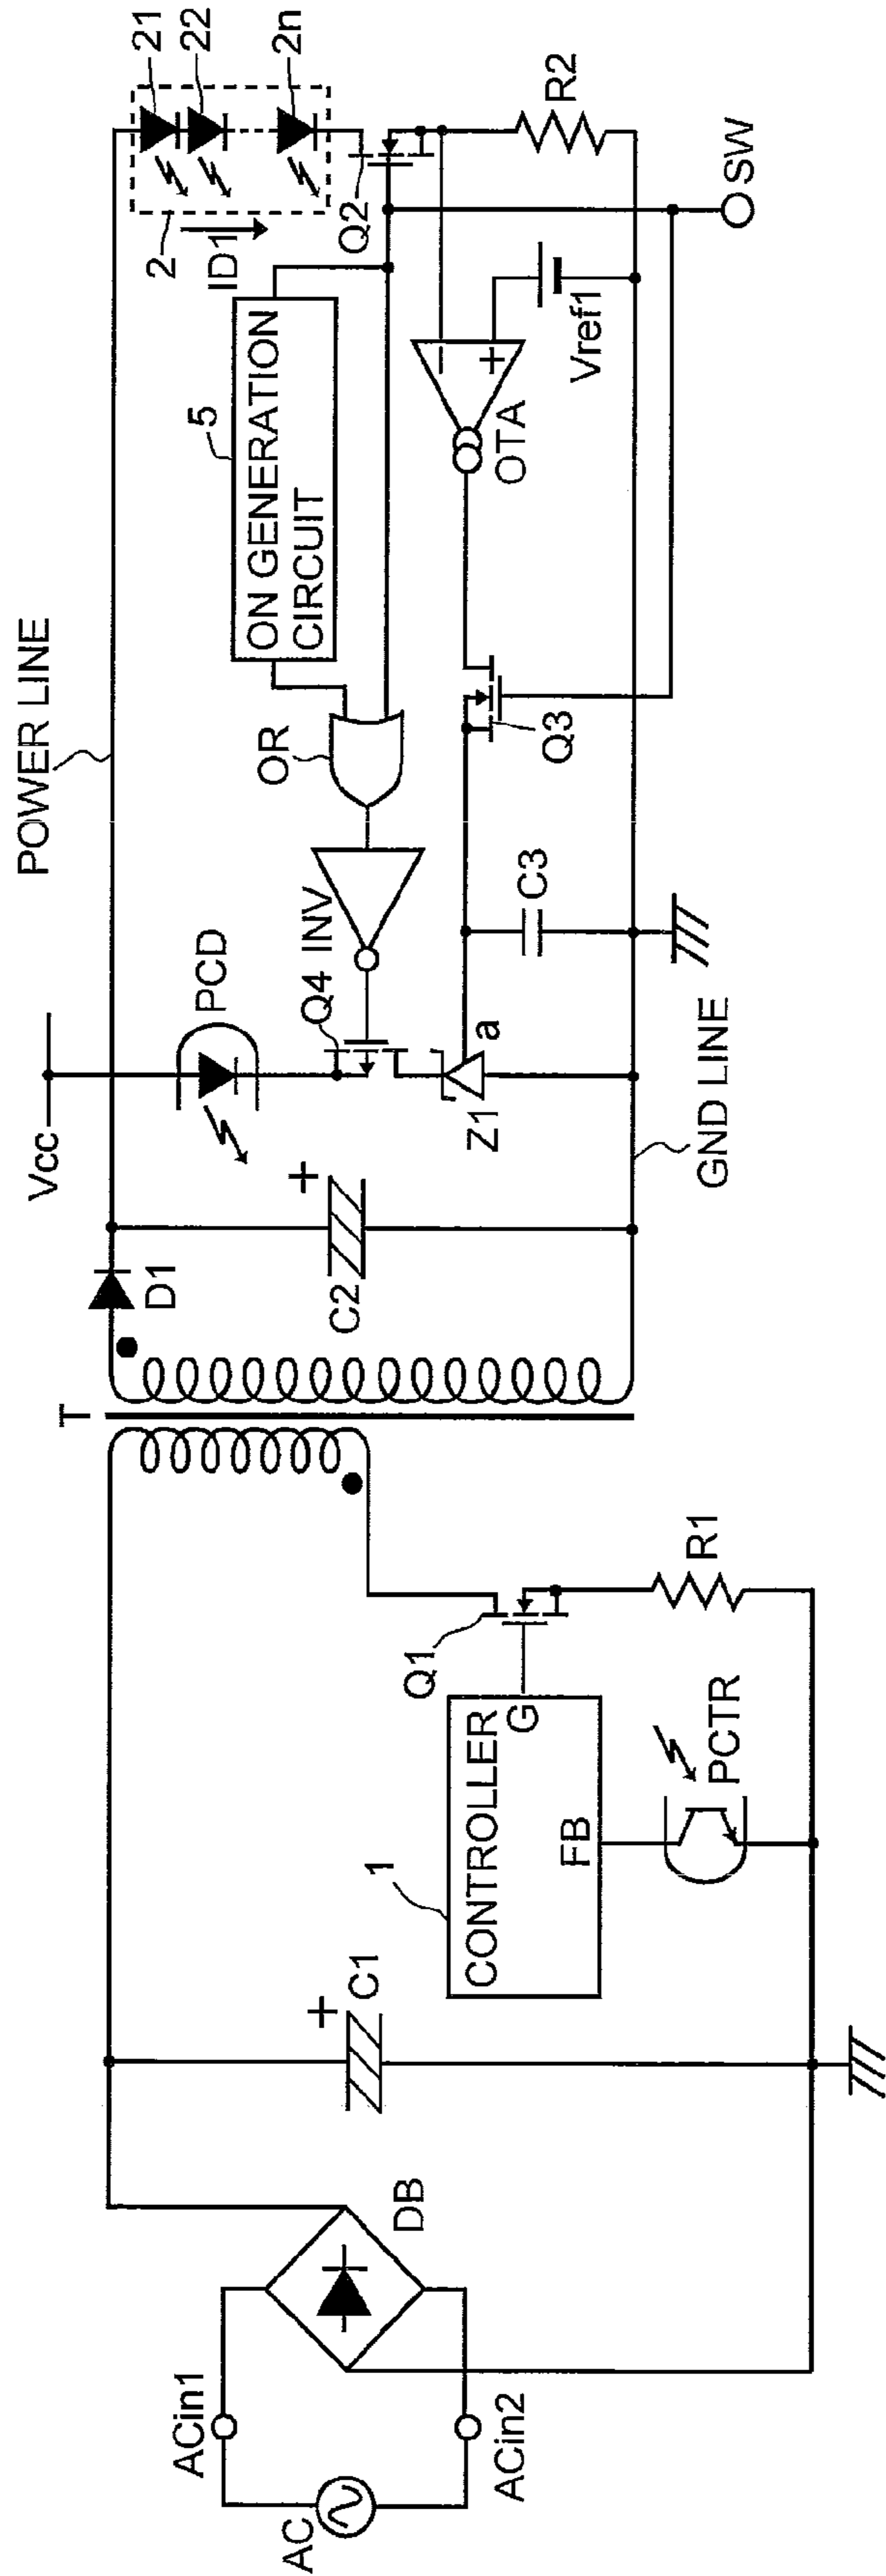 AC
ACin1
ACin2
DB
+
C1
1
CONTROLLER
G
FB
PCTR
Q1
R1
T
D1
+
C2
Vcc
PCD
Q4
INV
Z1
a
GND LINE
POWER LINE
C3
OR
5
ON GENERATION
CIRCUIT
Q3
OTA
−
+
Vref1
2
ID1
Q2
21
22
2n
R2
SW